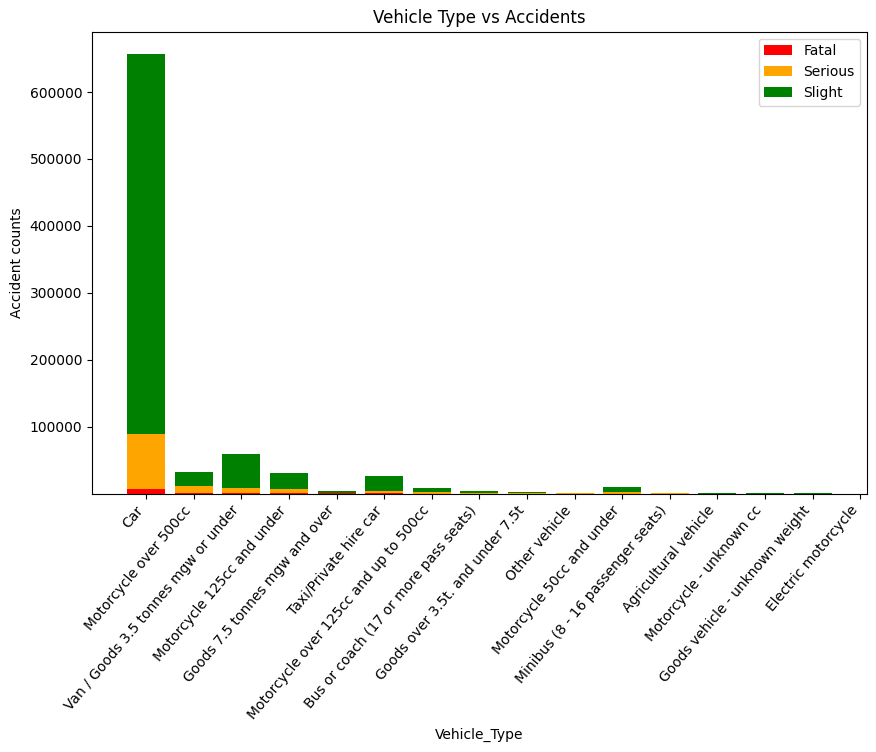 Vehicle Type vs Accidents
Fatal
Serious
Slight
600000
500000
400000
300000
200000
100000
Accident counts
Car
Motorcycle over 500cc
Van / Goods 3.5 tonnes mgw or under
Motorcycle 125cc and under
Goods 7.5 tonnes mgw and over
Taxi/Private hire car
Motorcycle over 125cc and up to 500cc
Bus or coach (17 or more pass seats)
Goods over 3.5t. and under 7.5t
Other vehicle
Motorcycle 50cc and under
Minibus (8 - 16 passenger seats)
Agricultural vehicle
Motorcycle - unknown cc
Goods vehicle - unknown weight
Electric motorcycle
Vehicle_Type